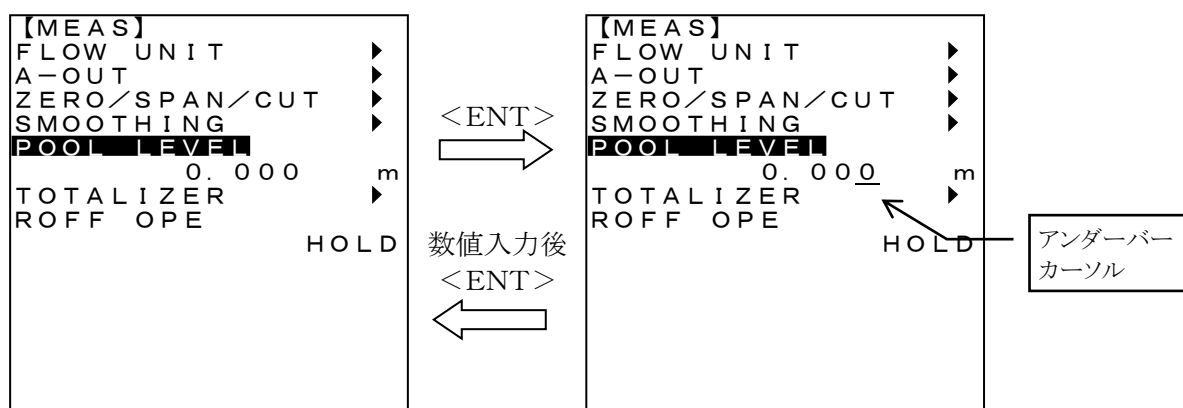 【MEAS】
FLOW UNIT ▶
A－OUT ▶
ZERO／SPAN／CUT ▶
SMOOTHING ▶
POOL LEVEL
0.000 m
TOTALIZER ▶
ROFF OPE
HOLD
＜ENT＞
数値入力後
＜ENT＞
【MEAS】
FLOW UNIT ▶
A－OUT ▶
ZERO／SPAN／CUT ▶
SMOOTHING ▶
POOL LEVEL
0.000 m
TOTALIZER ▶
ROFF OPE
HOLD
アンダーバー
カーソル